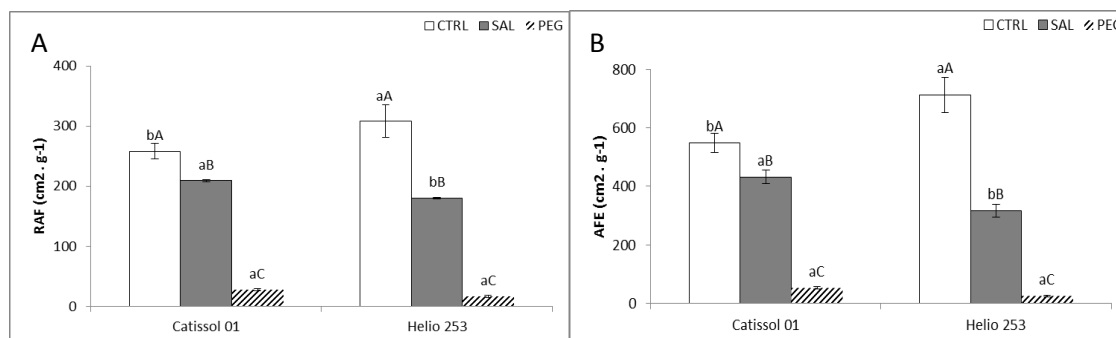 CTRL SAL PEG
A
400
300
200
100
0
RAF (cm2 . g-1)
bA
aB
aC
aA
bB
aC
Catissol 01 Helio 253
CTRL SAL PEG
B
800
600
400
200
0
AFE (cm2 . g-1)
bA
aB
aC
aA
bB
aC
Catissol 01 Helio 253